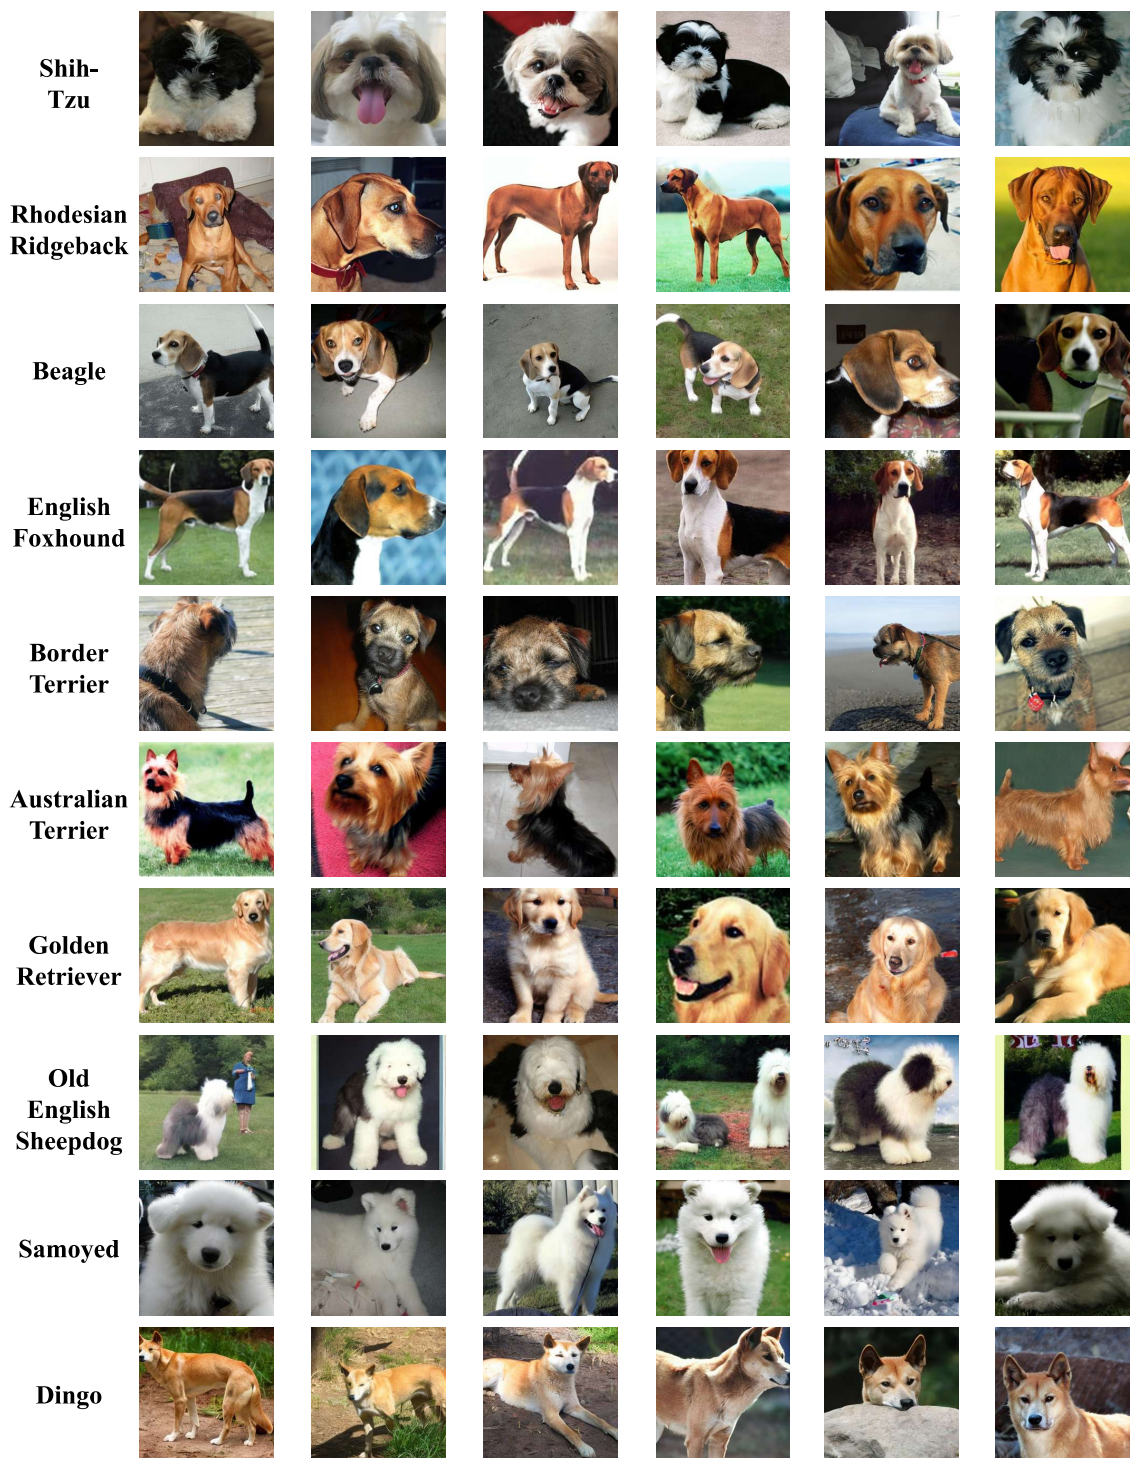 Shih-
Tzu
Rhodesian
Ridgeback
Beagle
English
Foxhound
Border
Terrier
Australian
Terrier
Golden
Retriever
Old
English
Sheepdog
Samoyed
Dingo